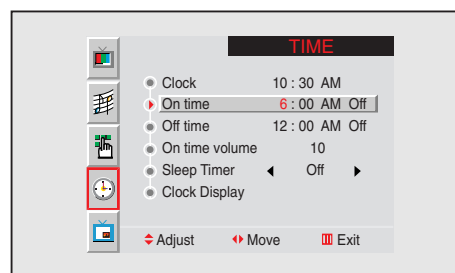 TIME
Clock 10 : 30 AM
On time 6 : 00 AM Off
Off time 12 : 00 AM Off
On time volume 10
Sleep Timer Off
Clock Display
Adjust Move Exit